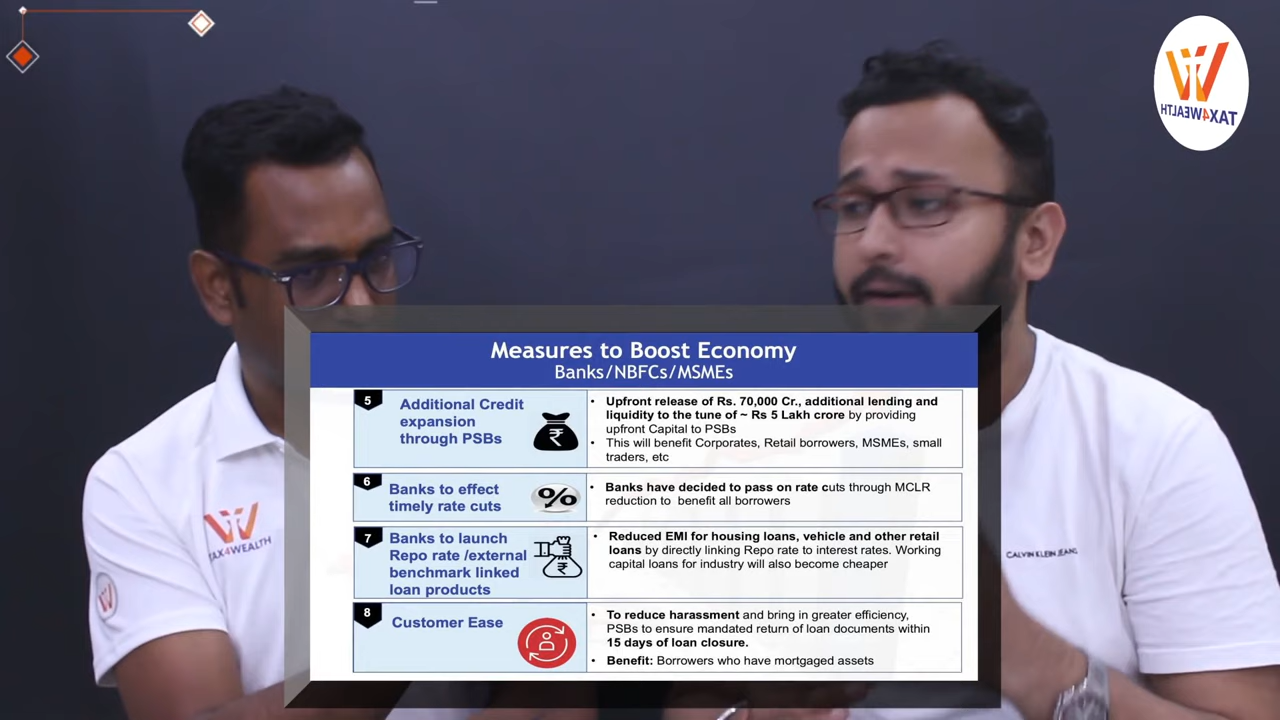 TAX4WEALTH
Measures to Boost Economy
Banks/NBFCs/MSMEs
5
Additional Credit
expansion
through PSBs
₹
• Upfront release of Rs. 70,000 Cr., additional lending and
liquidity to the tune of ~ Rs 5 Lakh crore by providing
upfront Capital to PSBs
• This will benefit Corporates, Retail borrowers, MSMEs, small
traders, etc
6
Banks to effect
timely rate cuts
%
• Banks have decided to pass on rate cuts through MCLR
reduction to benefit all borrowers
7
Banks to launch
Repo rate /external
benchmark linked
loan products
₹
• Reduced EMI for housing loans, vehicle and other retail
loans by directly linking Repo rate to interest rates. Working
capital loans for industry will also become cheaper
8
Customer Ease
• To reduce harassment and bring in greater efficiency,
PSBs to ensure mandated return of loan documents within
15 days of loan closure.
• Benefit: Borrowers who have mortgaged assets
TAX4WEALTH
CALVIN KLEIN JEANS